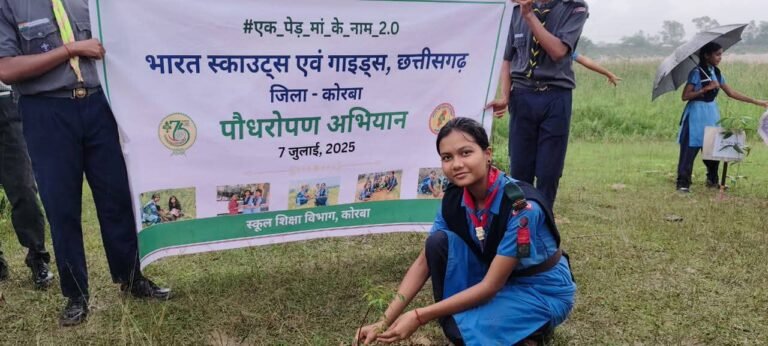 #एक_पेड़_मां_के_नाम_2.0
भारत स्काउट्स एवं गाइड्स, छत्तीसगढ़
जिला - कोरबा
पौधरोपण अभियान
7 जुलाई, 2025
75
स्कूल शिक्षा विभाग, कोरबा